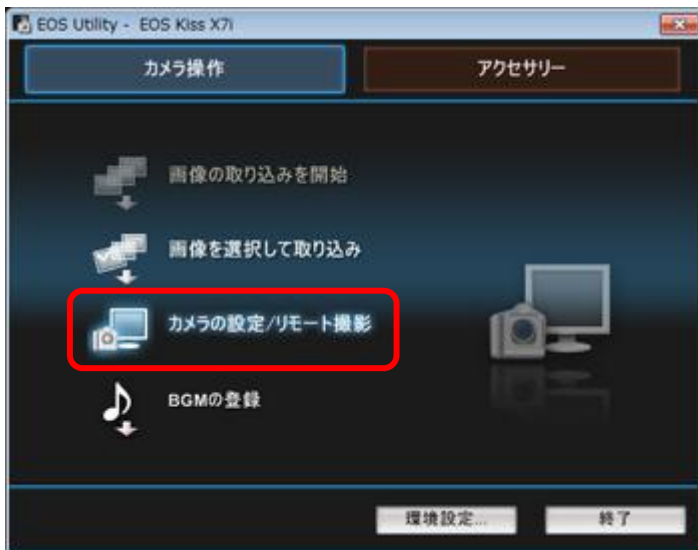 EOS Utility - EOS Kiss X7i
カメラ操作 アクセサリー
画像の取り込みを開始
画像を選択して取り込み
カメラの設定/リモート撮影
BGMの登録
環境設定... 終了